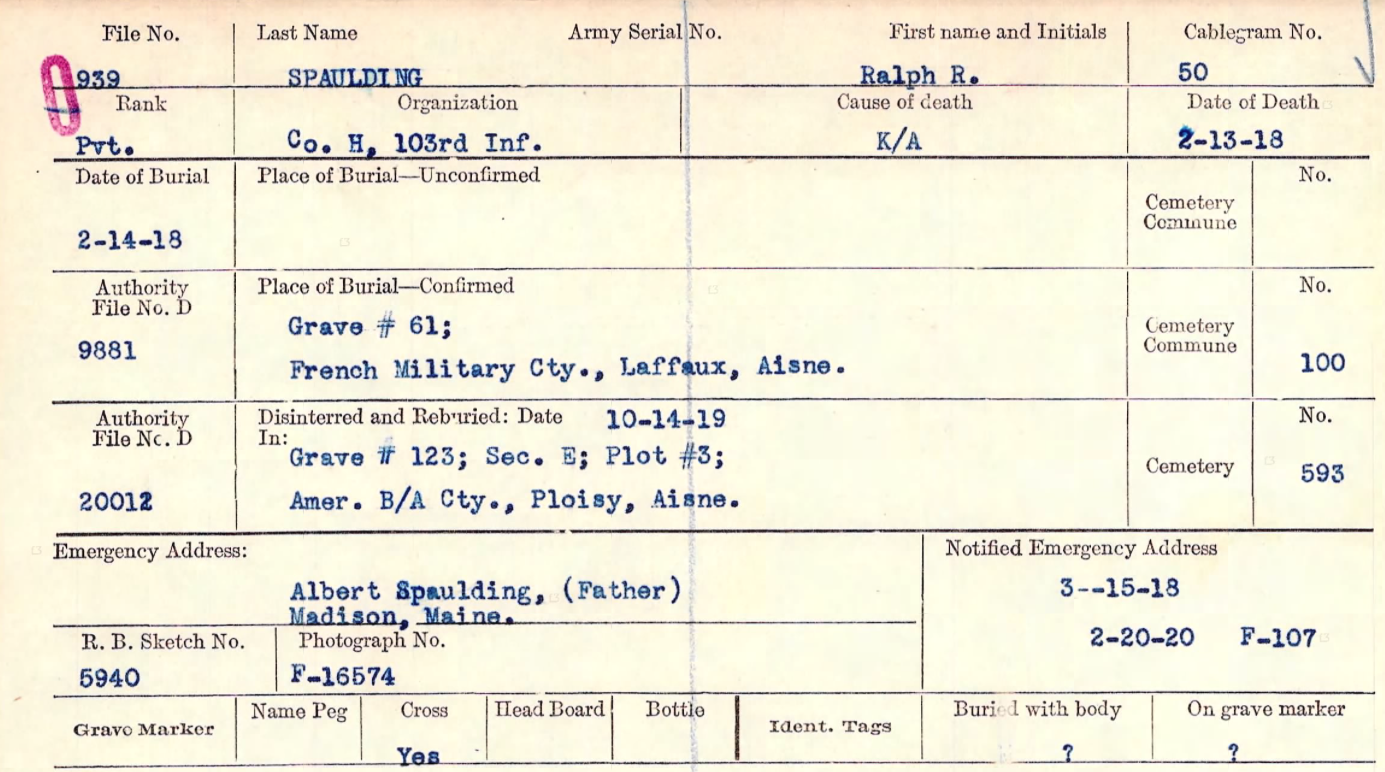 File No. Last Name Army Serial No. First name and Initials Cablegram No.
939 SPAULDING Ralph R. 50
Rank Organization Cause of death Date of Death
Pvt. Co. H, 103rd Inf. K/A 2-13-18
Date of Burial Place of Burial—Unconfirmed No.
Cemetery
Commune
2-14-18
Authority Place of Burial—Confirmed No.
File No. D
Grave # 61; Cemetery
9881 Commune
French Military Cty., Laffaux, Aisne. 100
Authority Disinterred and Reburied: Date 10-14-19 No.
File No. D In:
Grave # 123; Sec. E; Plot #3;
Cemetery 593
20012 Amer. B/A Cty., Ploisy, Aisne.
Emergency Address: Notified Emergency Address
Albert Spaulding, (Father) 3--15-18
Madison, Maine.
R. B. Sketch No. Photograph No. 2-20-20 F-107
5940 F-16574
Grave Marker Name Peg Cross Head Board Bottle Ident. Tags Buried with body On grave marker
Yes ? ?